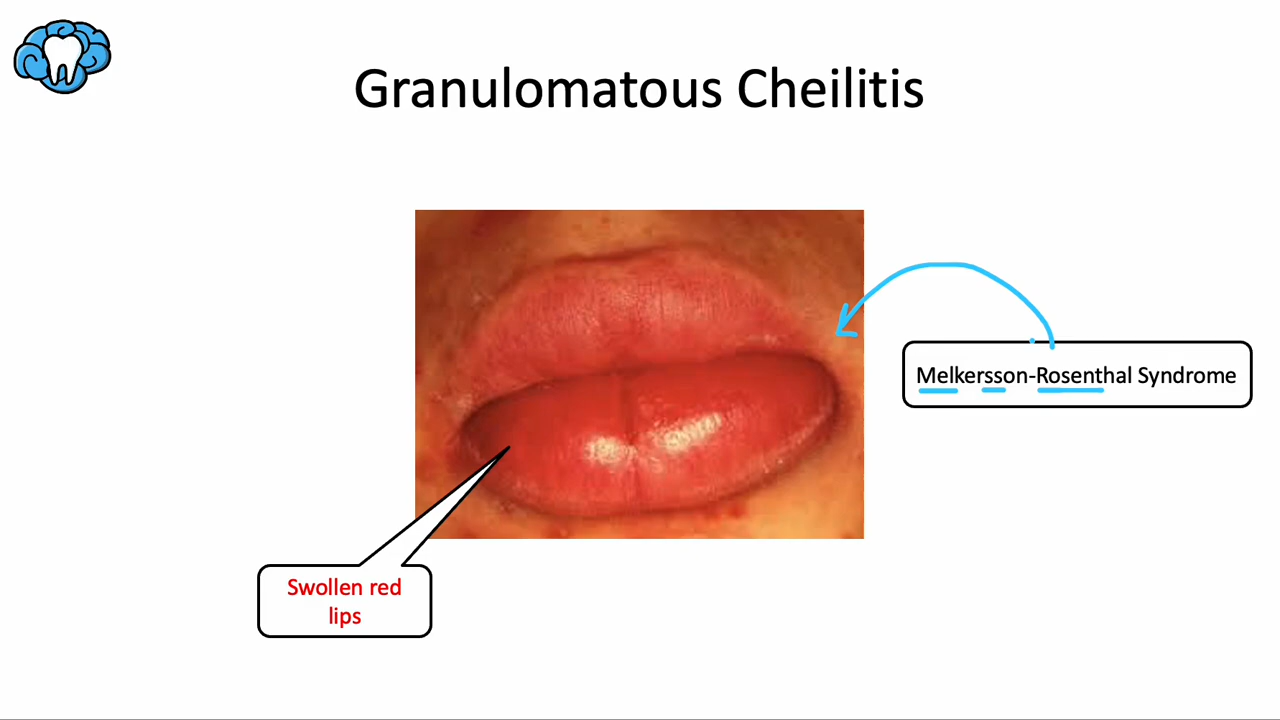 Granulomatous Cheilitis
Melkersson-Rosenthal Syndrome
Swollen red
lips